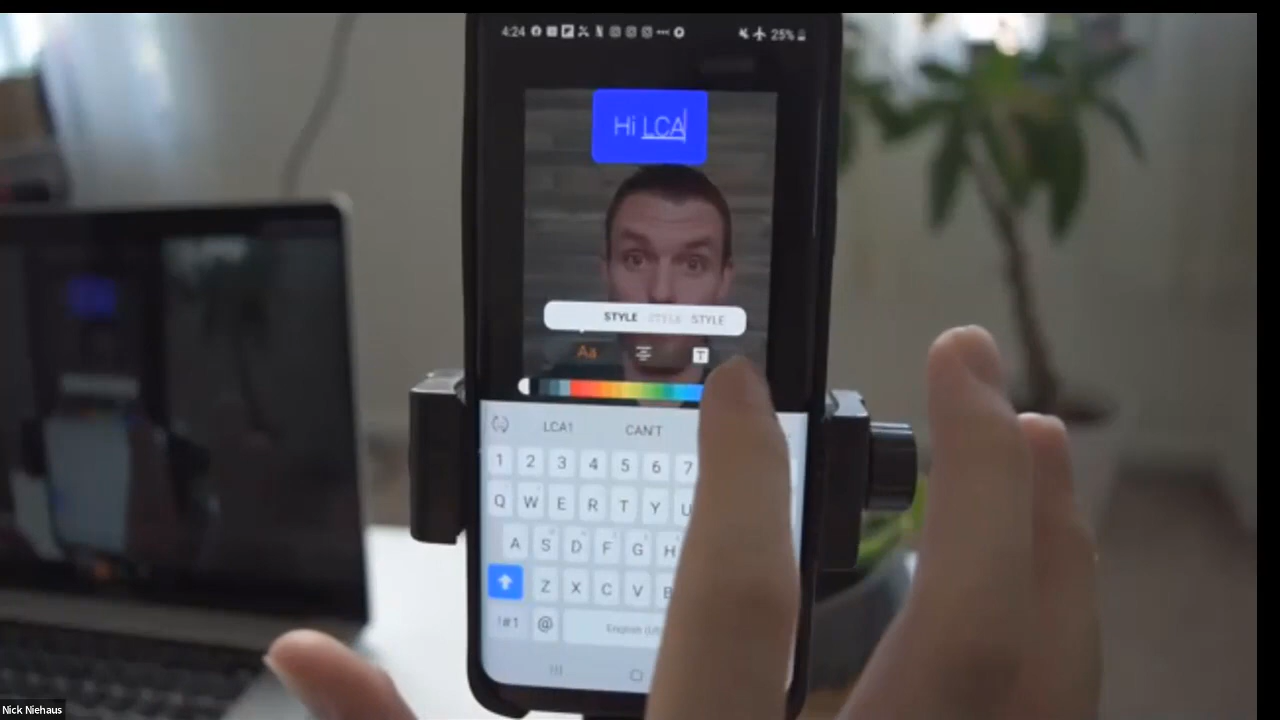 4:24 25%
Hi LCA
STYLE STYLE STYLE
Aa T
LCA1 CAN'T
1 2 3 4 5 6 7
Q W E R T Y U
A S D F G H
Z X C V B
!#1 @ English (US)
Nick Niehaus